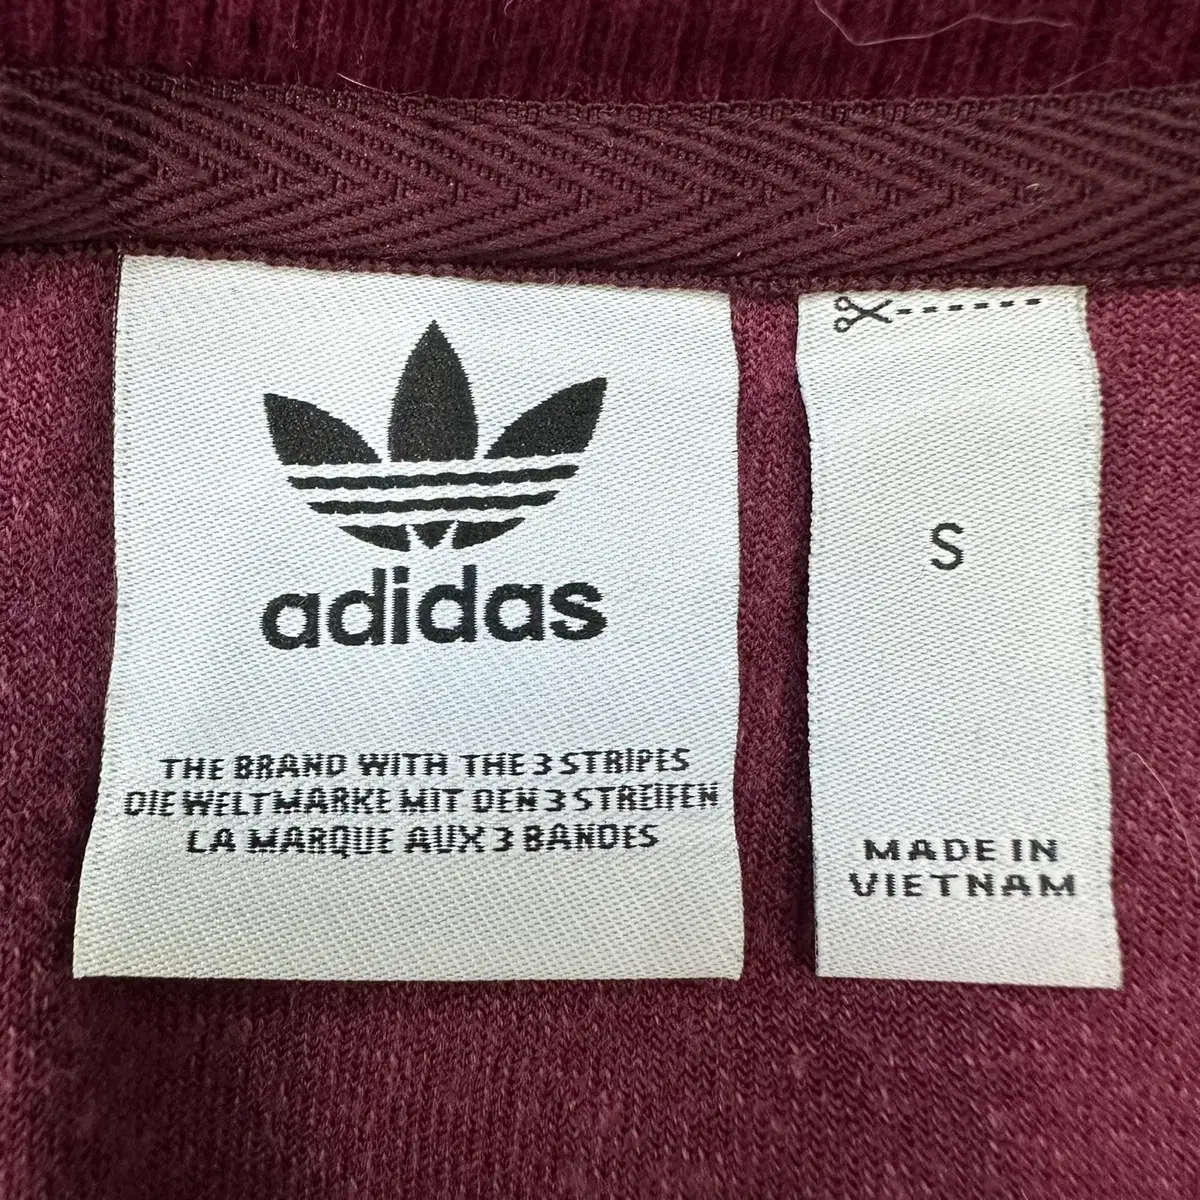 adidas
THE BRAND WITH THE 3 STRIPES
DIE WELTMARKE MIT DEN 3 STREIFEN
LA MARQUE AUX 3 BANDES
S
MADE IN
VIETNAM